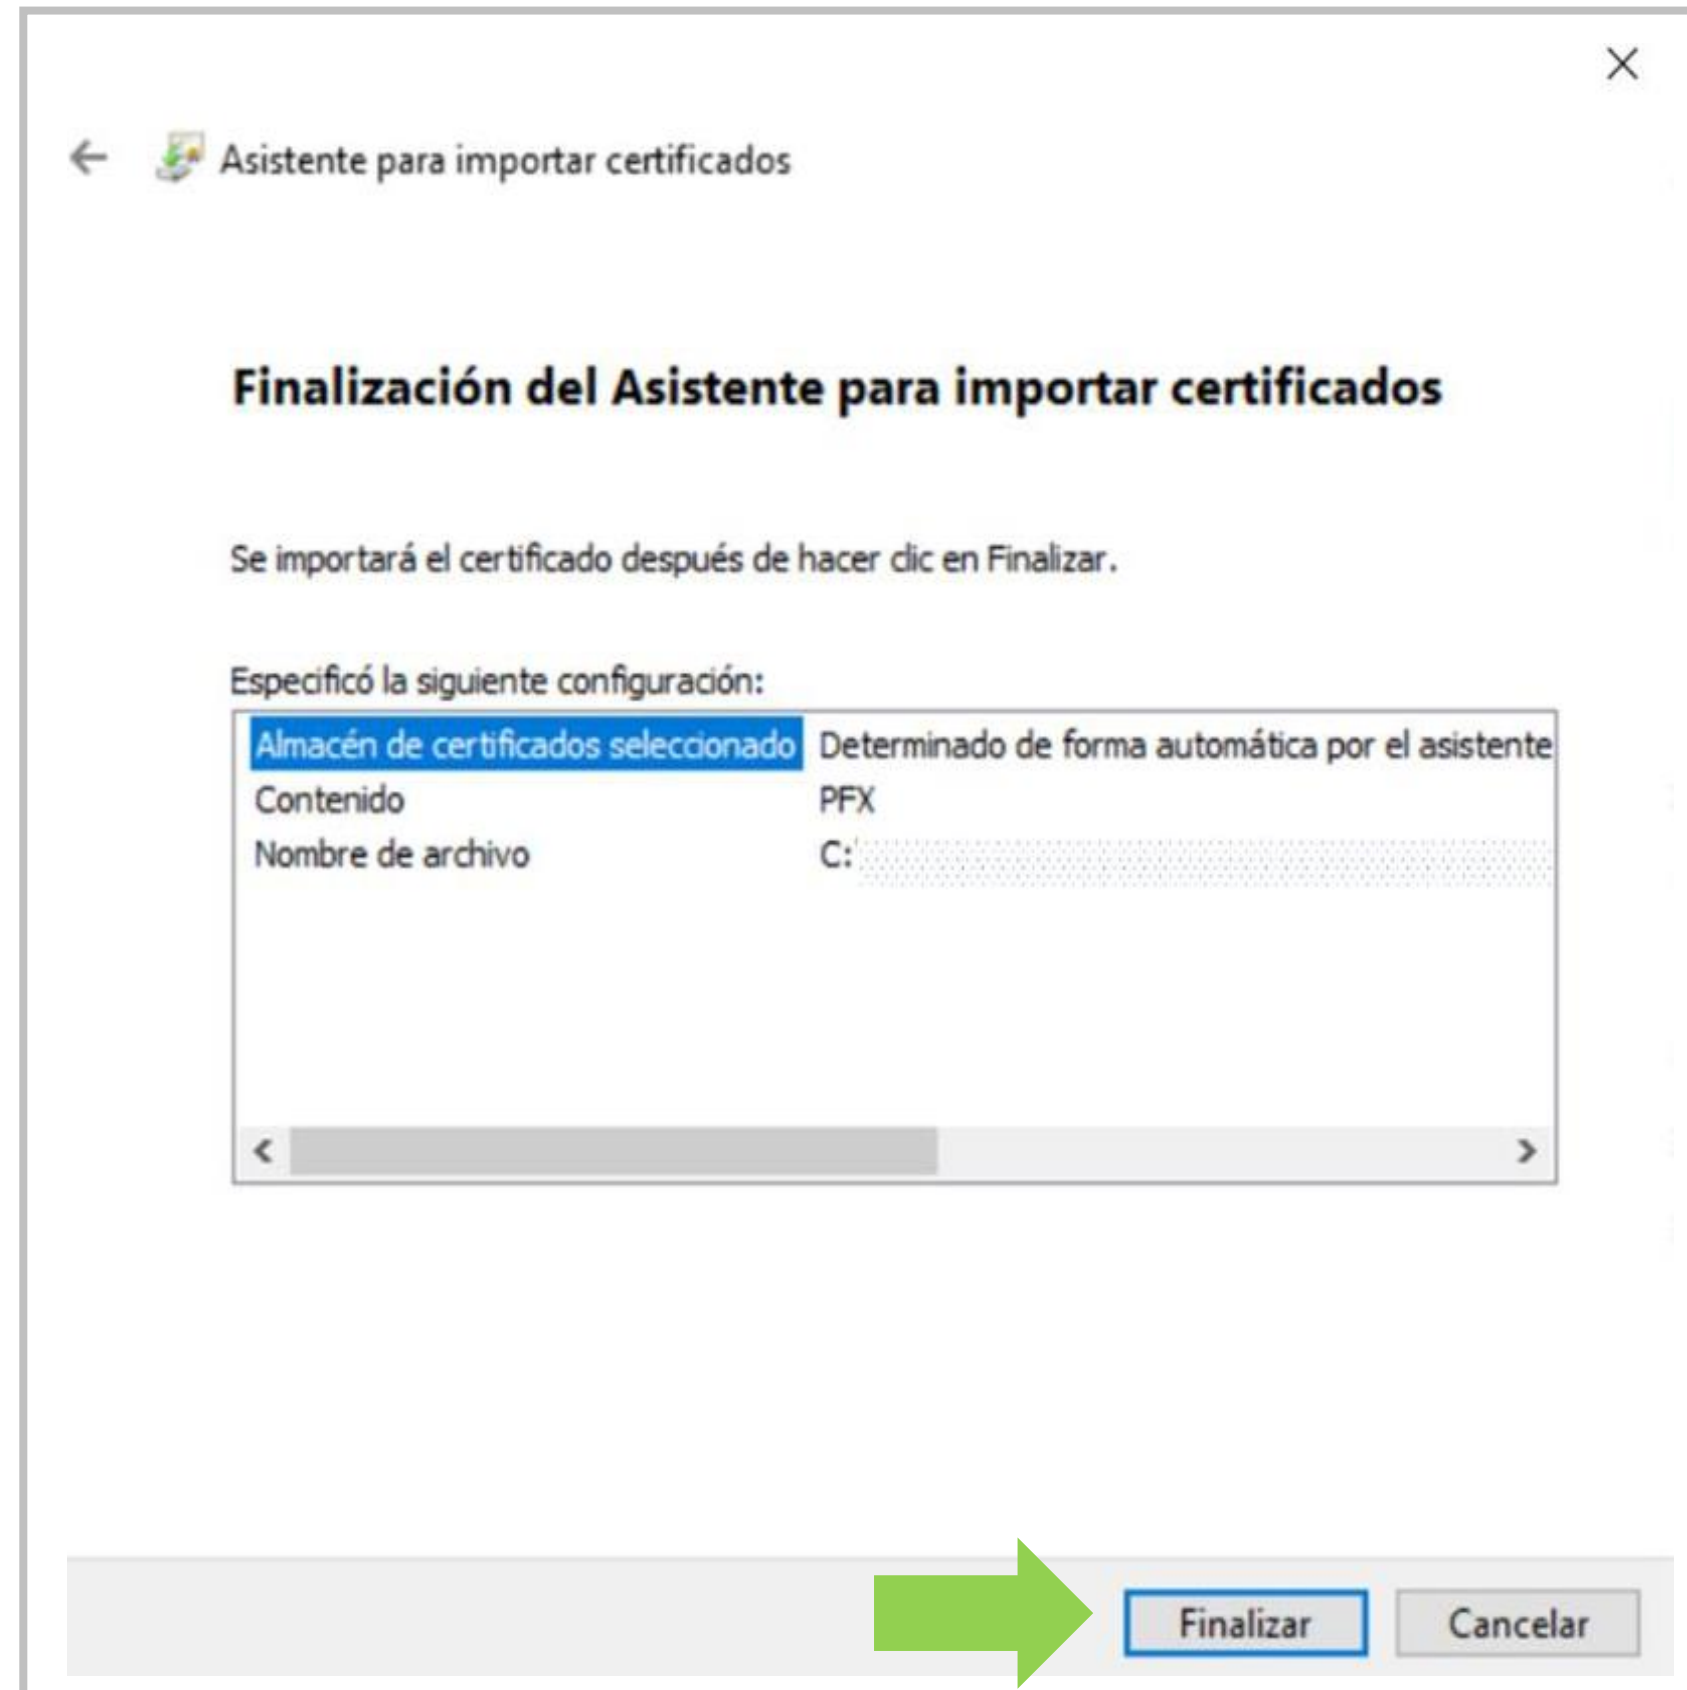 Asistente para importar certificados
Finalización del Asistente para importar certificados
Se importará el certificado después de hacer clic en Finalizar.
Especificó la siguiente configuración:
Almacén de certificados seleccionado Determinado de forma automática por el asistente
Contenido PFX
Nombre de archivo C:
Finalizar Cancelar